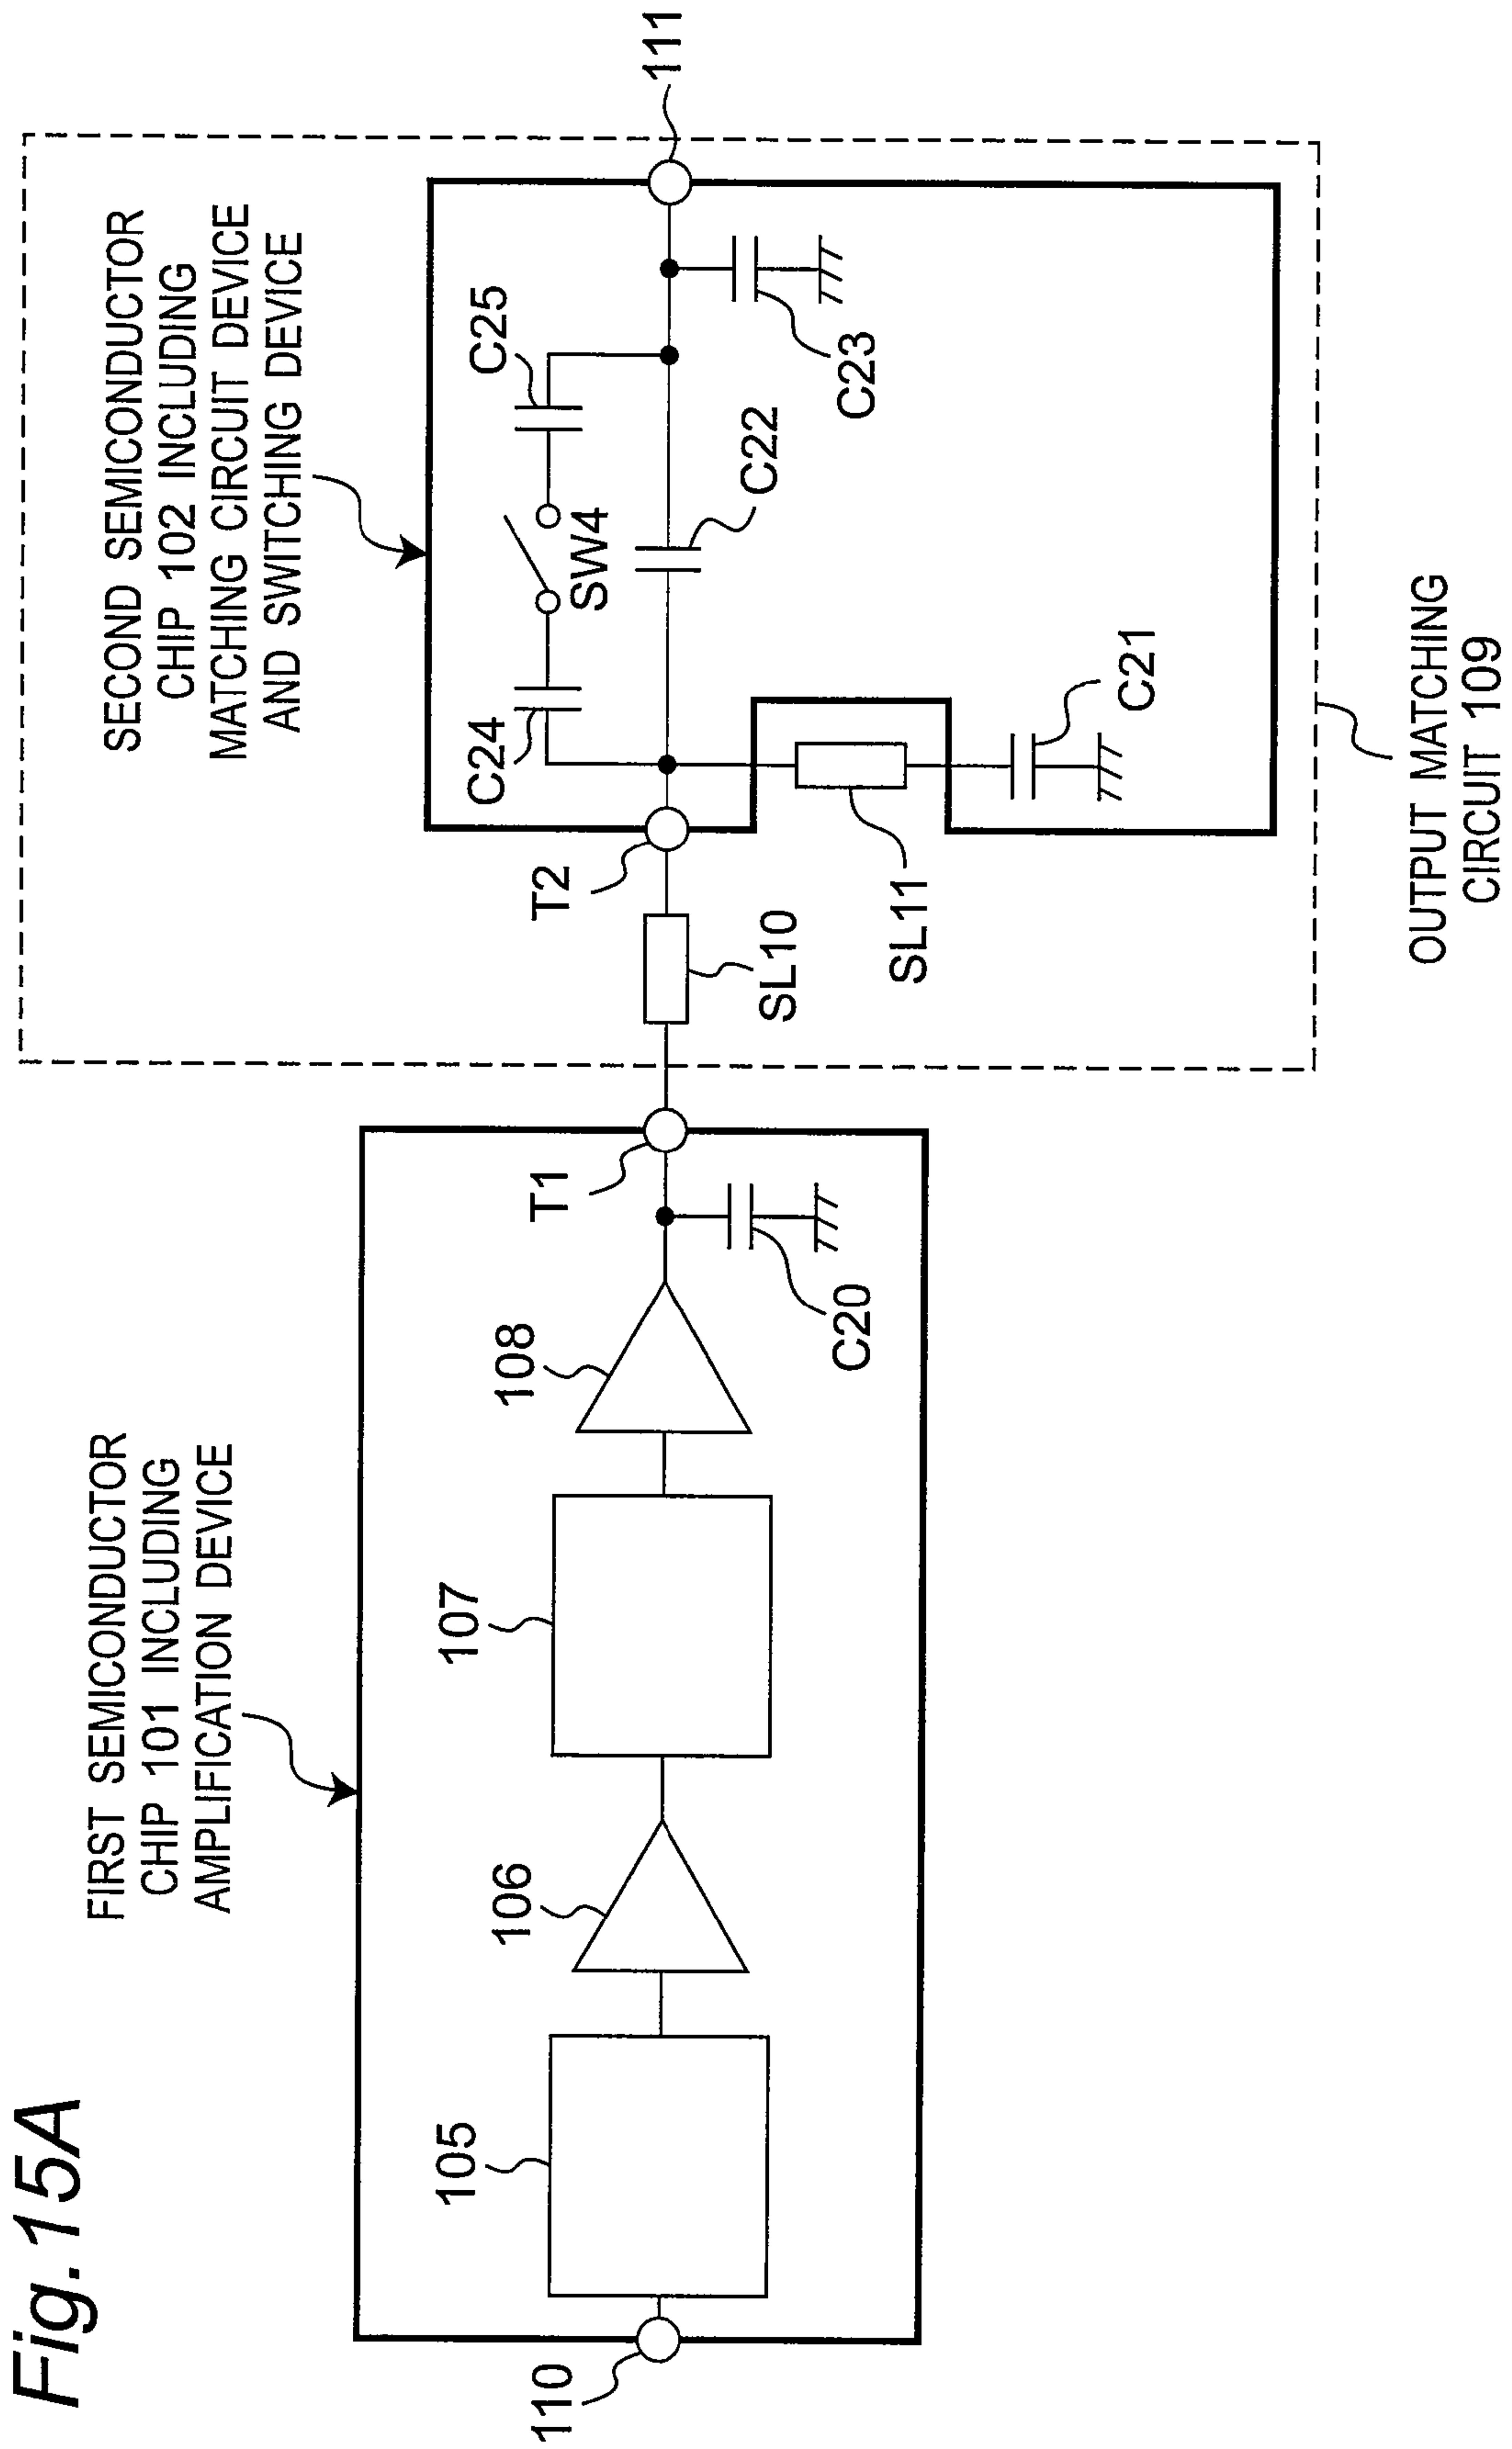 Fig.15A
FIRST SEMICONDUCTOR
CHIP 101 INCLUDING
AMPLIFICATION DEVICE
SECOND SEMICONDUCTOR
CHIP 102 INCLUDING
MATCHING CIRCUIT DEVICE
AND SWITCHING DEVICE
110
105
106
107
108
C20
T1
SL10
T2
C24
SW4
C25
C22
C23
111
SL11
C21
OUTPUT MATCHING
CIRCUIT 109